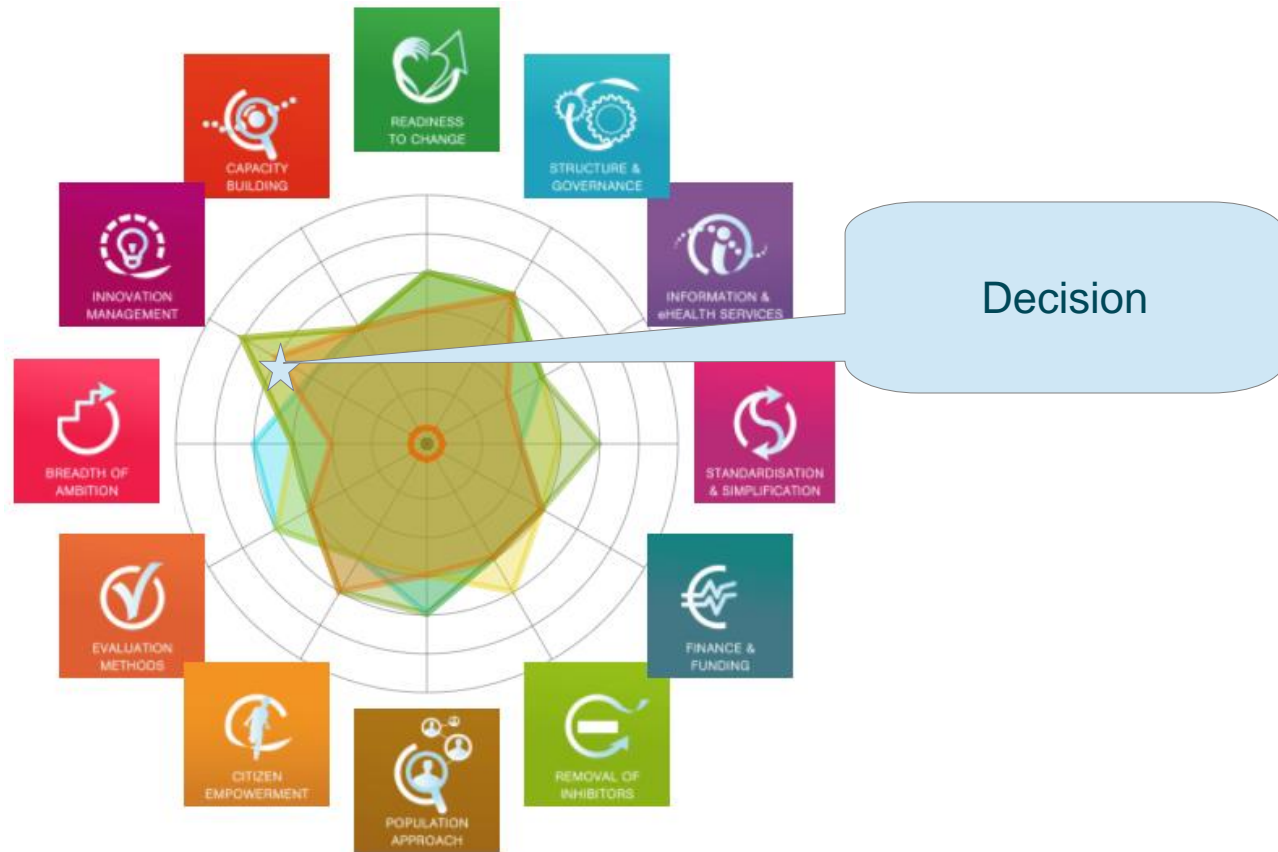 READINESS
TO CHANGE
STRUCTURE &
GOVERNANCE
INFORMATION &
eHEALTH SERVICES
Decision
STANDARDISATION
& SIMPLIFICATION
FINANCE &
FUNDING
REMOVAL OF
INHIBITORS
POPULATION
APPROACH
CITIZEN
EMPOWERMENT
EVALUATION
METHODS
BREADTH OF
AMBITION
INNOVATION
MANAGEMENT
CAPACITY
BUILDING